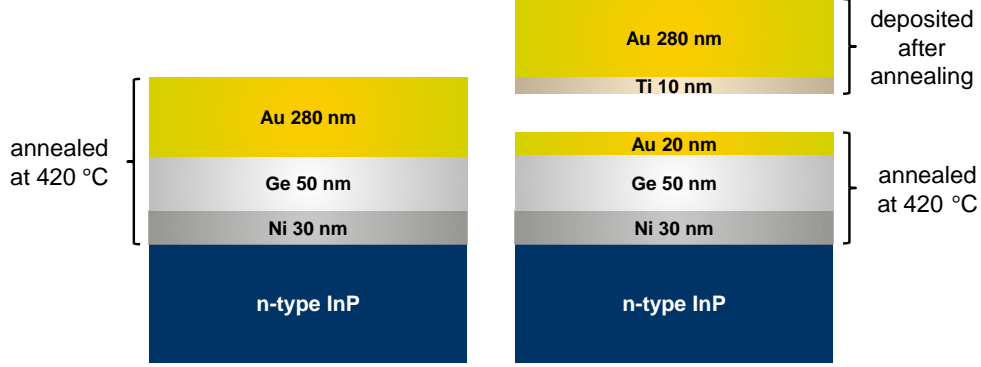 annealed
at 420 °C
Au 280 nm
Ge 50 nm
Ni 30 nm
n-type InP
Au 280 nm
Ti 10 nm
deposited
after
annealing
Au 20 nm
Ge 50 nm
Ni 30 nm
n-type InP
annealed
at 420 °C